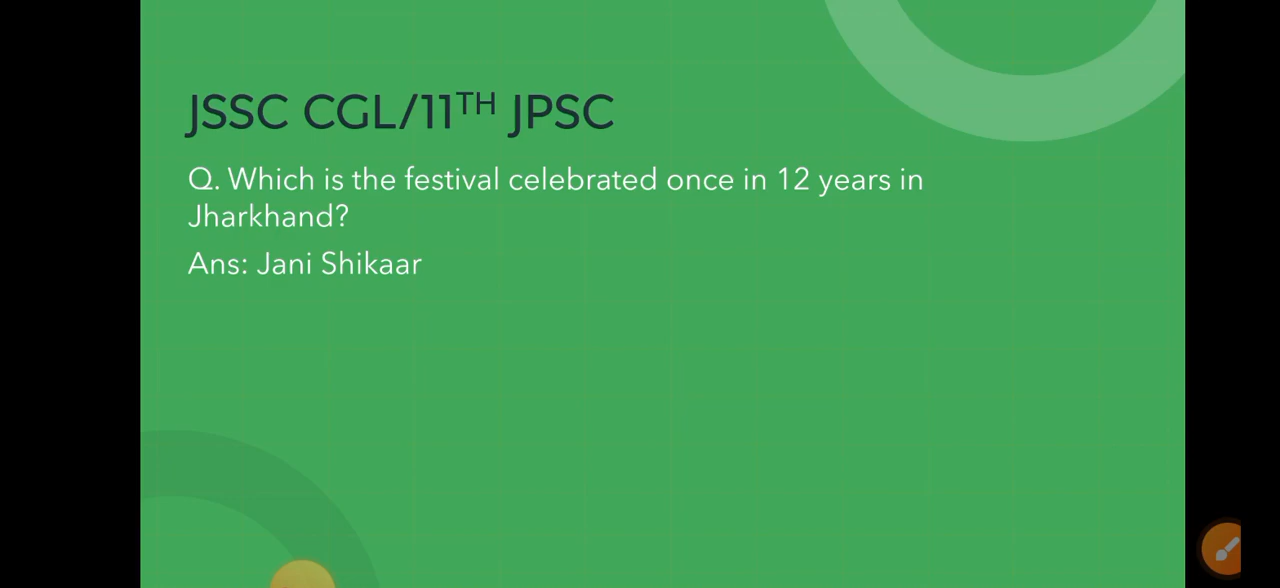 JSSC CGL/11TH JPSC
Q. Which is the festival celebrated once in 12 years in
Jharkhand?
Ans: Jani Shikaar